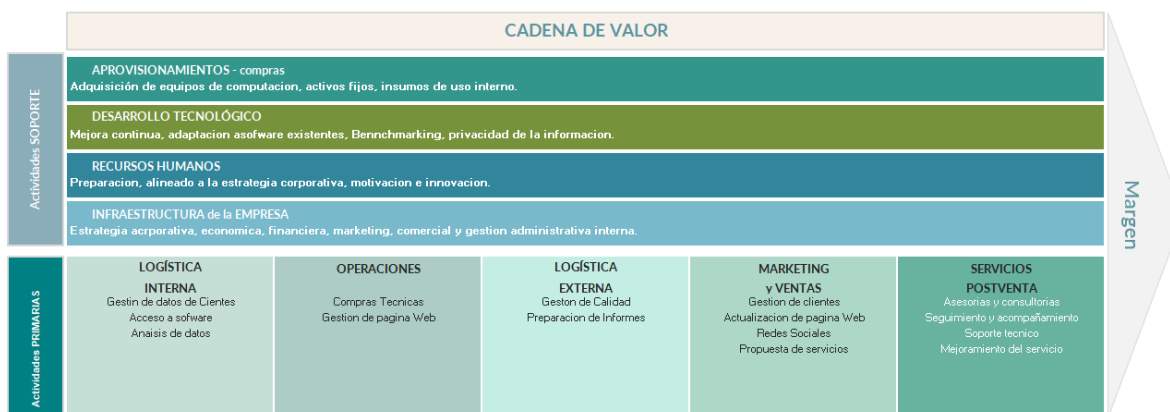 CADENA DE VALOR
Actividades SOPORTE
APROVISIONAMIENTOS - compras
Adquisición de equipos de computacion, activos fijos, insumos de uso interno.
DESARROLLO TECNOLÓGICO
Mejora continua, adaptacion asofware existentes, Bennchmarking, privacidad de la informacion.
RECURSOS HUMANOS
Preparacion, alineado a la estrategia corporativa, motivacion e innovacion.
INFRAESTRUCTURA de la EMPRESA
Estrategia acrporativa, economica, financiera, marketing, comercial y gestion administrativa interna.
Margen
Actividades PRIMARIAS
LOGÍSTICA
INTERNA
Gestin de datos de Cientes
Acceso a sofware
Anaisis de datos
OPERACIONES
Compras Tecnicas
Gestion de pagina Web
LOGÍSTICA
EXTERNA
Geston de Calidad
Preparacion de Informes
MARKETING
y VENTAS
Gestion de clientes
Actualizacion de pagina Web
Redes Sociales
Propuesta de servicios
SERVICIOS
POSTVENTA
Asesorias y consultorias
Seguimiento y acompañamiento
Soporte tecnico
Mejoramiento del servicio